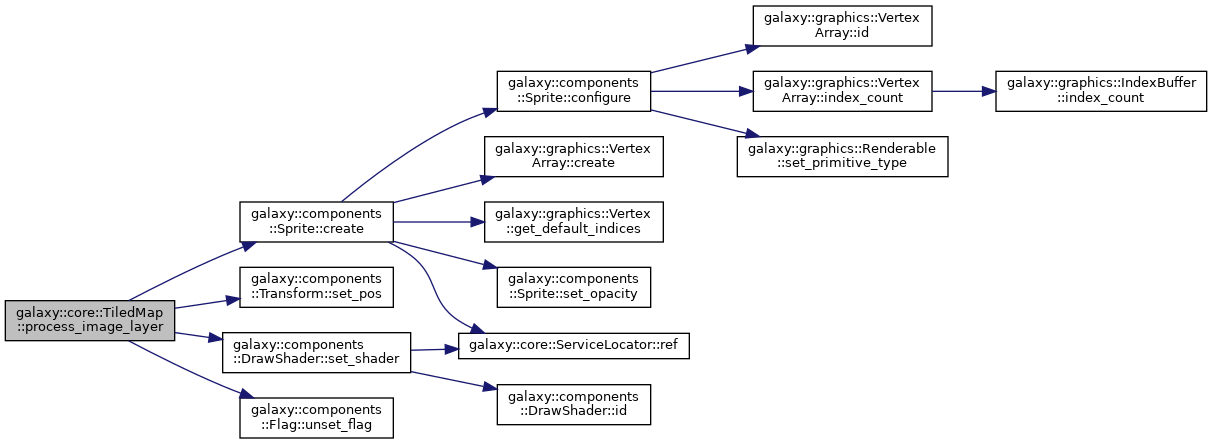 galaxy::core::TiledMap
::process_image_layer
galaxy::components
::Sprite::create
galaxy::components
::Transform::set_pos
galaxy::components
::DrawShader::set_shader
galaxy::components
::Flag::unset_flag
galaxy::components
::Sprite::configure
galaxy::graphics::Vertex
Array::create
galaxy::graphics::Vertex
::get_default_indices
galaxy::components
::Sprite::set_opacity
galaxy::core::ServiceLocator::ref
galaxy::components
::DrawShader::id
galaxy::graphics::Vertex
Array::id
galaxy::graphics::Vertex
Array::index_count
galaxy::graphics::Renderable
::set_primitive_type
galaxy::graphics::IndexBuffer
::index_count